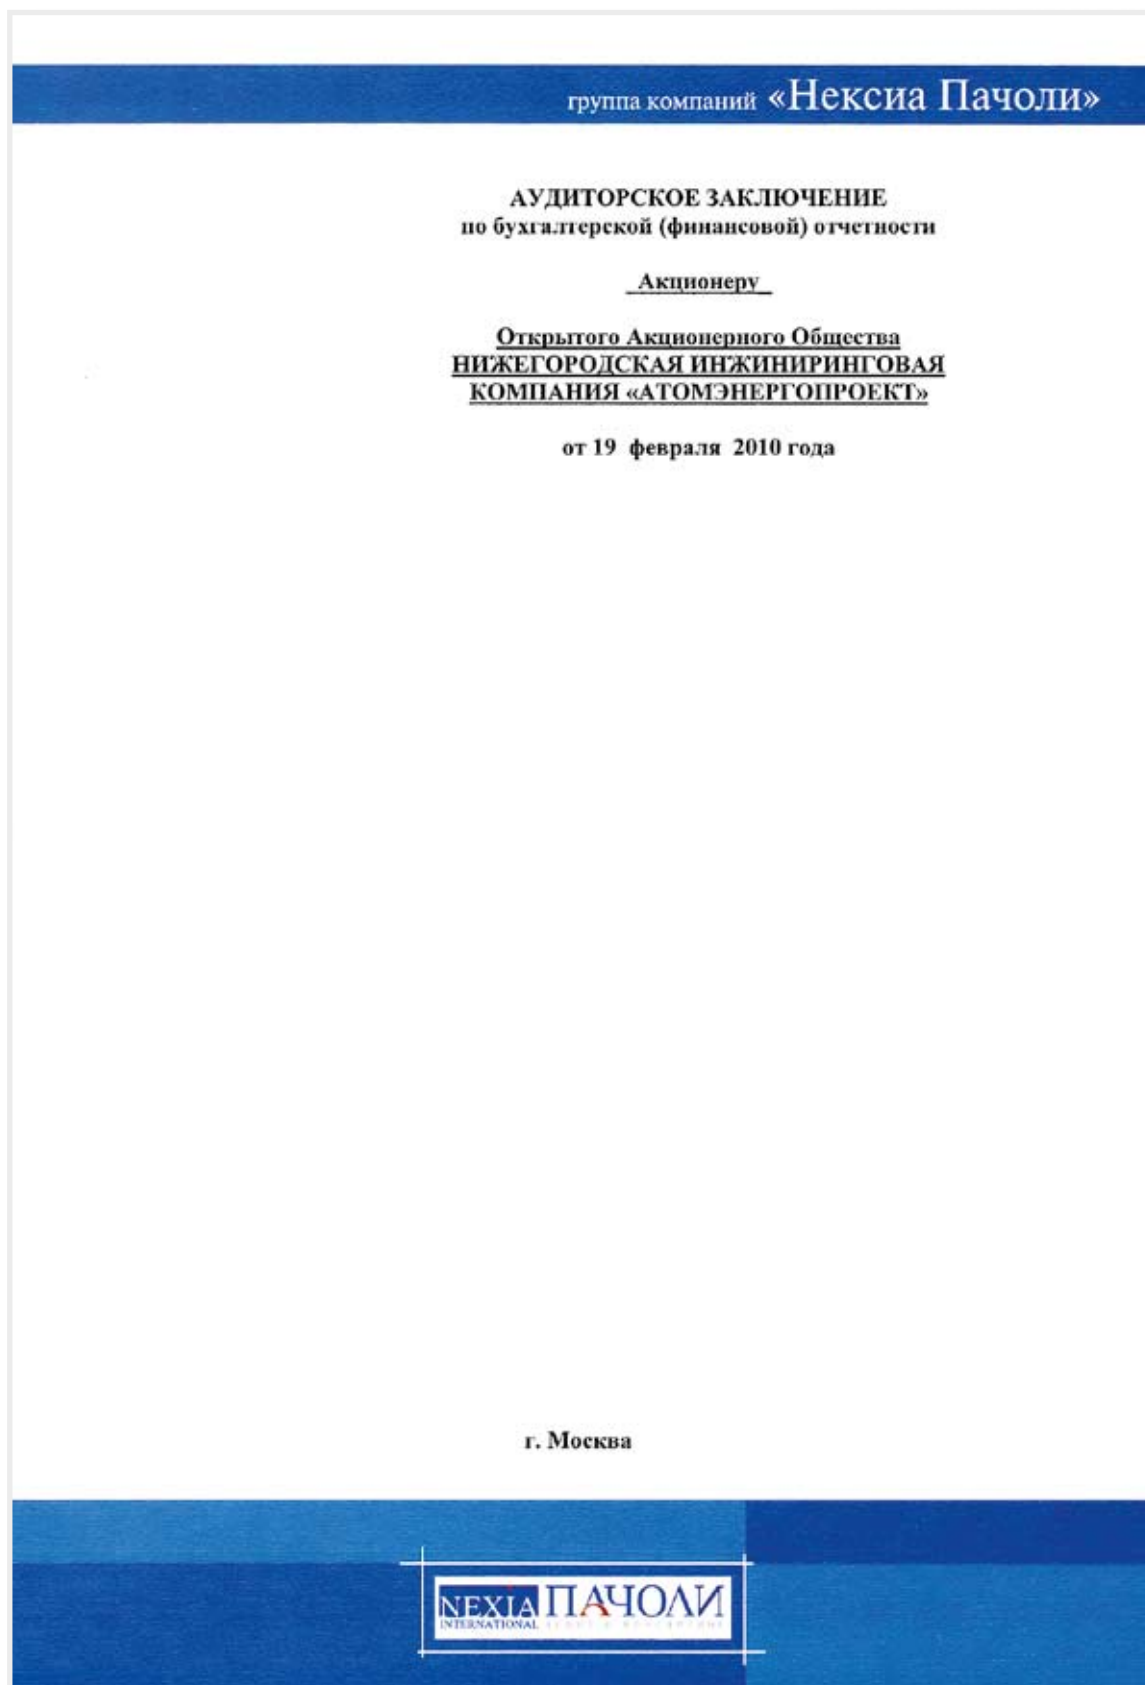 группа компаний «Нексиа Пачоли»
АУДИТОРСКОЕ ЗАКЛЮЧЕНИЕ
по бухгалтерской (финансовой) отчетности
Акционеру
Открытого Акционерного Общества
НИЖЕГОРОДСКАЯ ИНЖИНИРИНГОВАЯ
КОМПАНИЯ «АТОМЭНЕРГОПРОЕКТ»
от 19 февраля 2010 года
г. Москва
NEXIA ПАЧОЛИ
INTERNATIONAL